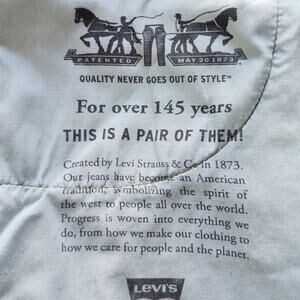 PATENTED MAY 20 1873
QUALITY NEVER GOES OUT OF STYLE™
For over 145 years
THIS IS A PAIR OF THEM!
Created by Levi Strauss & Co in 1873.
Our jeans have become an American
tradition, symbolizing the spirit of
the west to people all over the world.
Progress is woven into everything we
do, from how we make our clothing to
how we care for people and the planet.
LEVI'S